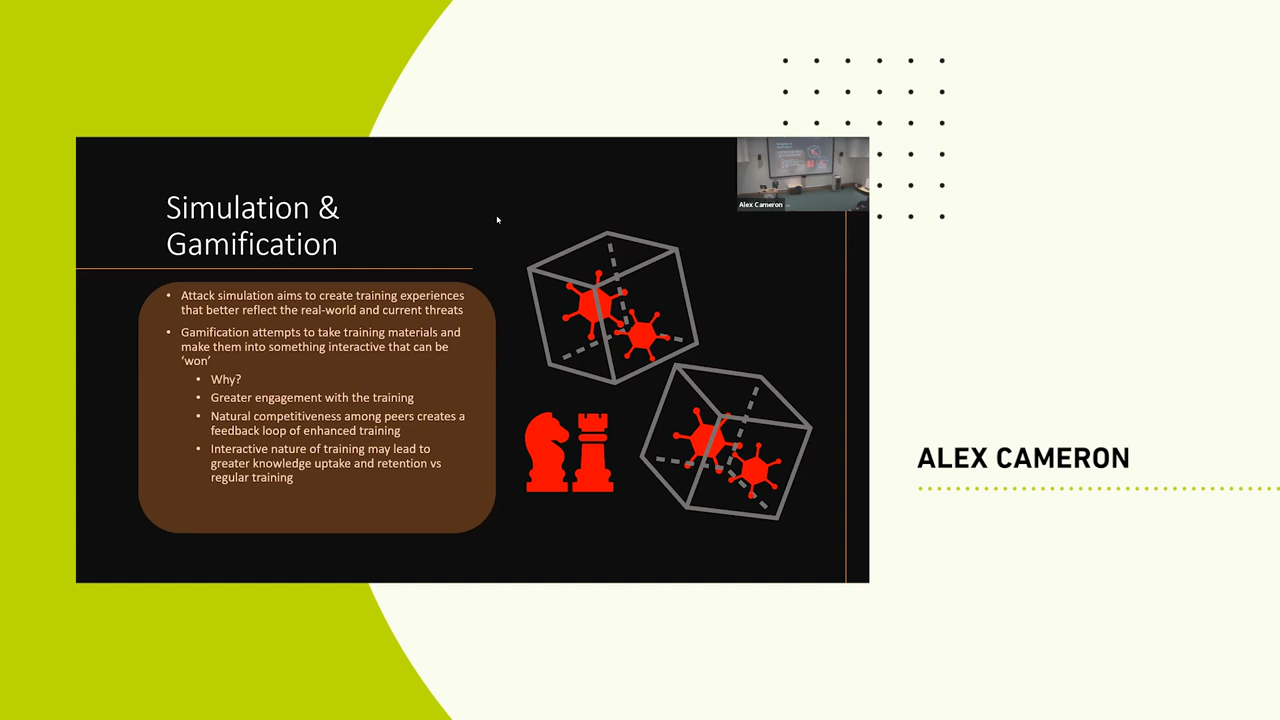 Simulation &
Gamification
• Attack simulation aims to create training experiences
that better reflect the real-world and current threats
• Gamification attempts to take training materials and
make them into something interactive that can be
‘won’
• Why?
• Greater engagement with the training
• Natural competitiveness among peers creates a
feedback loop of enhanced training
• Interactive nature of training may lead to
greater knowledge uptake and retention vs
regular training
Alex Cameron
ALEX CAMERON